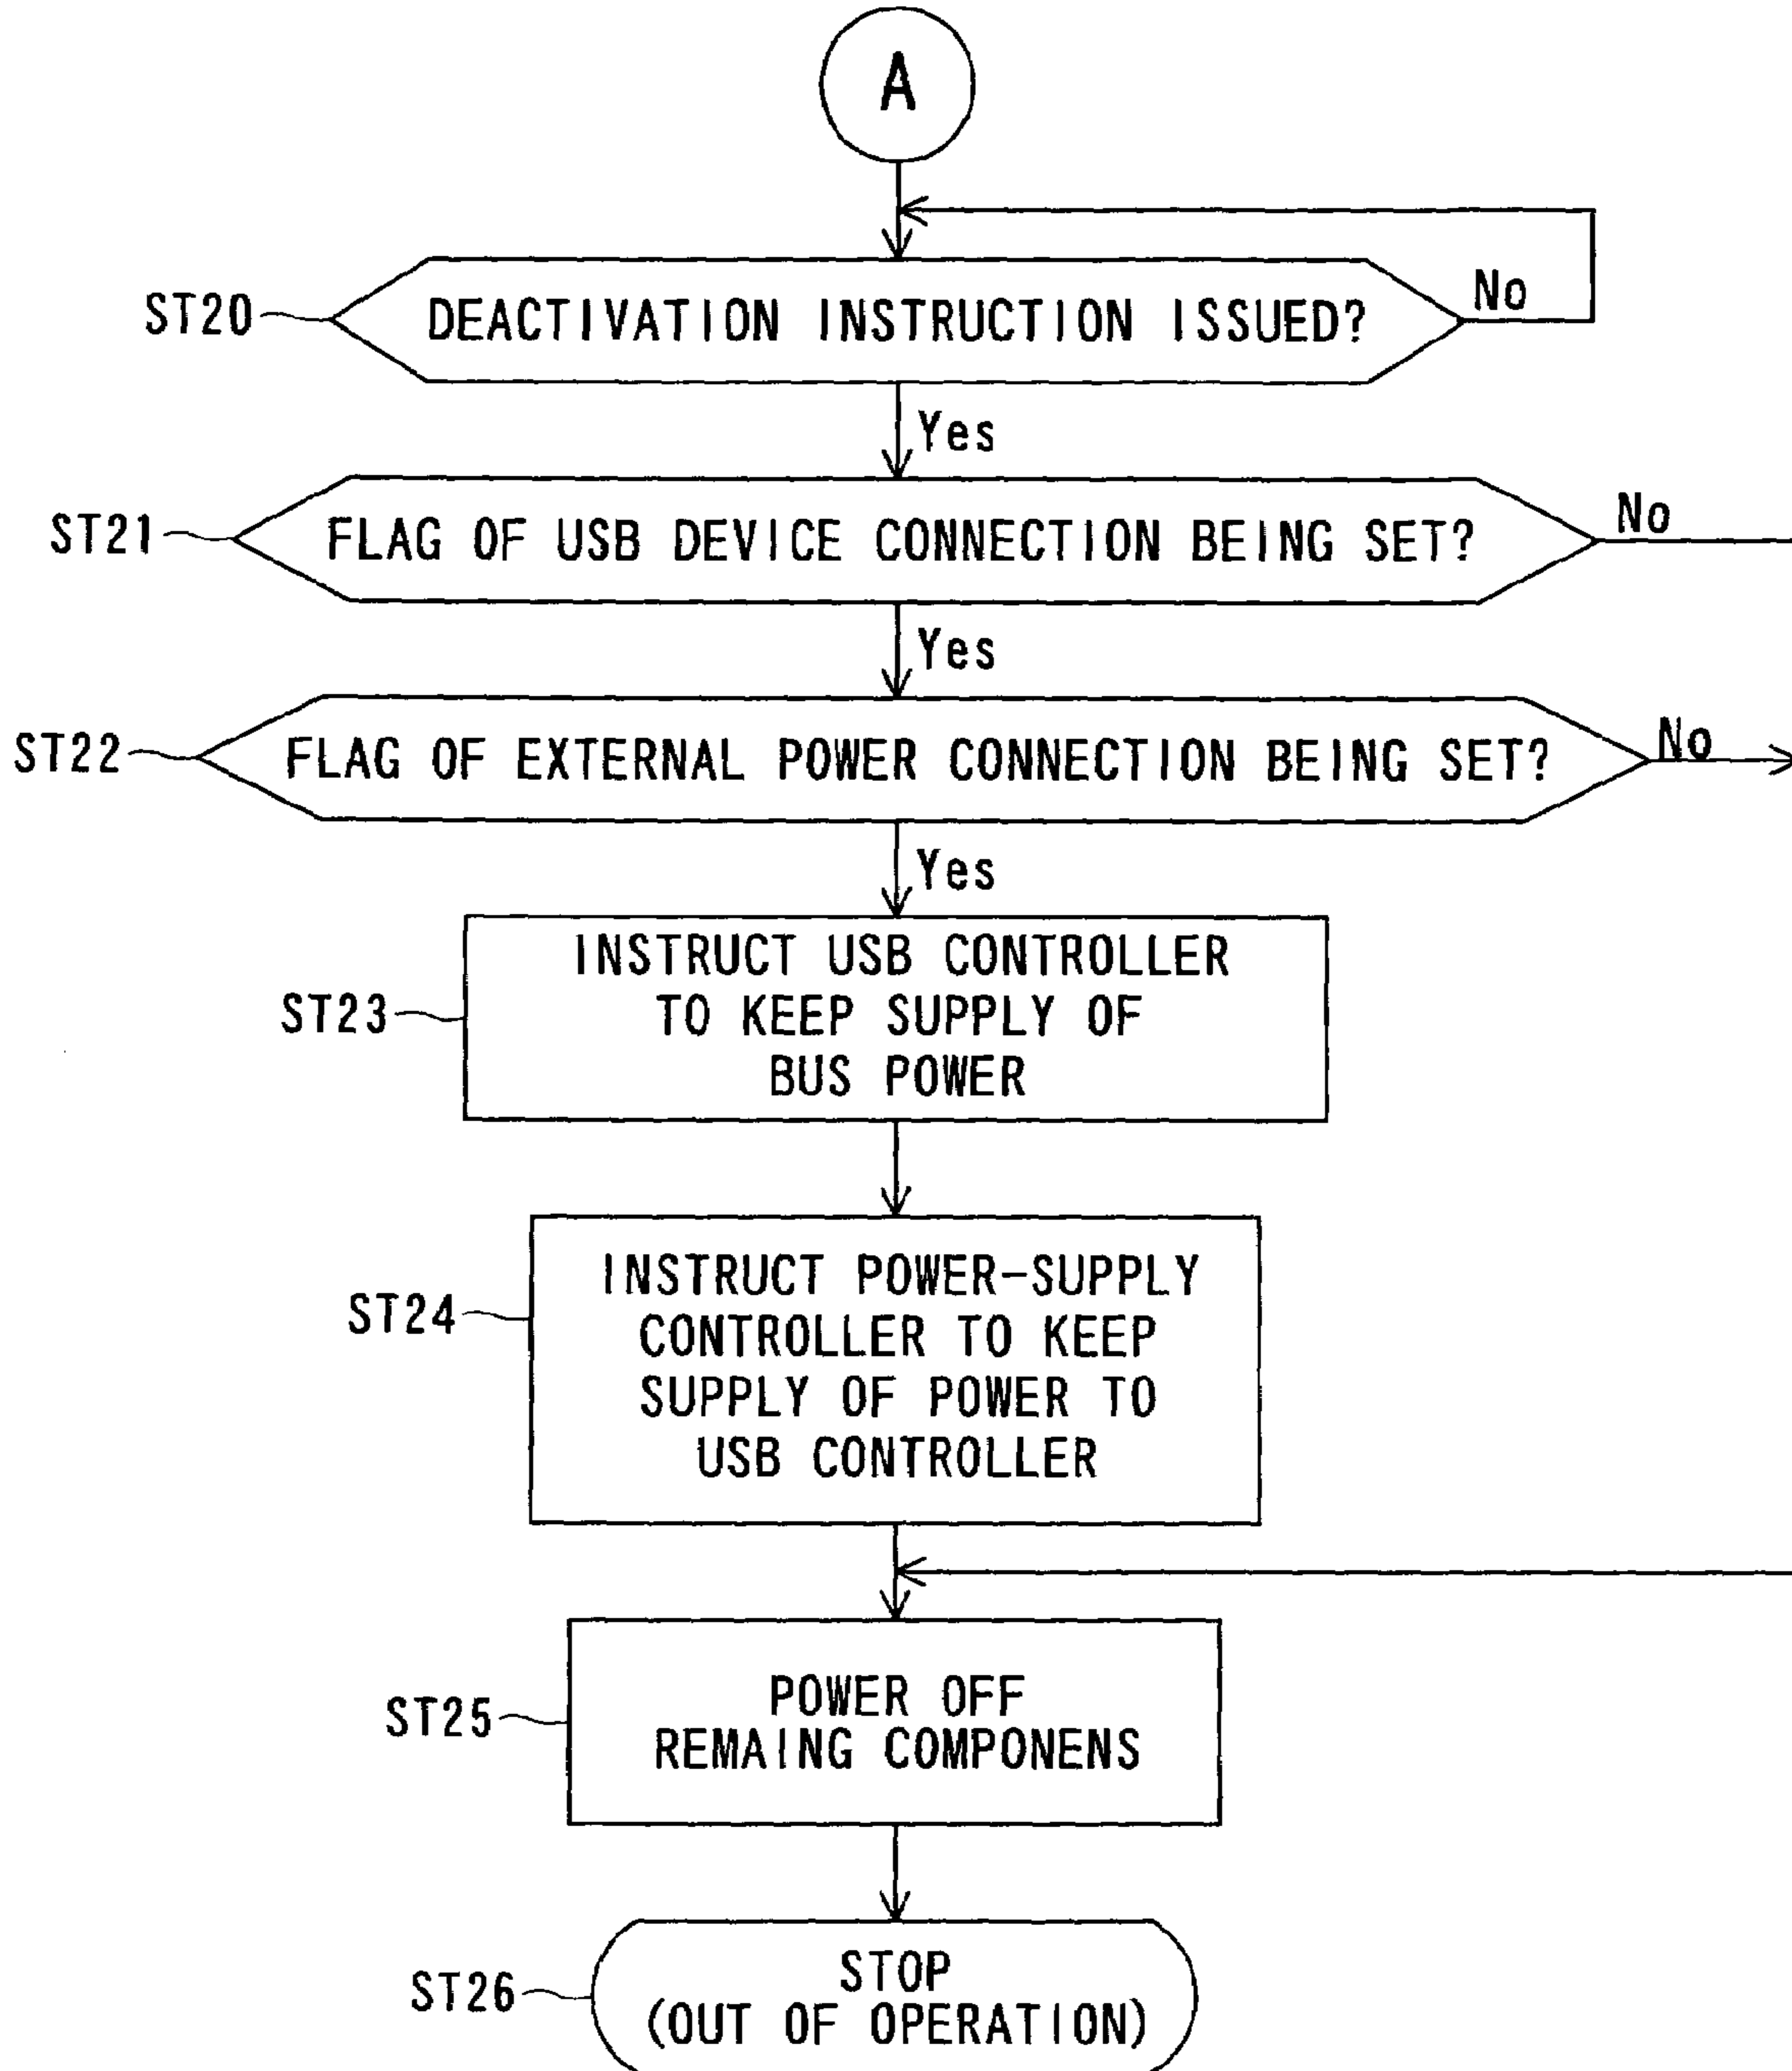 A
ST20
DEACTIVATION INSTRUCTION ISSUED?
No
Yes
ST21
FLAG OF USB DEVICE CONNECTION BEING SET?
No
Yes
ST22
FLAG OF EXTERNAL POWER CONNECTION BEING SET?
No
Yes
ST23
INSTRUCT USB CONTROLLER
TO KEEP SUPPLY OF
BUS POWER
ST24
INSTRUCT POWER-SUPPLY
CONTROLLER TO KEEP
SUPPLY OF POWER TO
USB CONTROLLER
ST25
POWER OFF
REMAING COMPONENS
ST26
STOP
(OUT OF OPERATION)